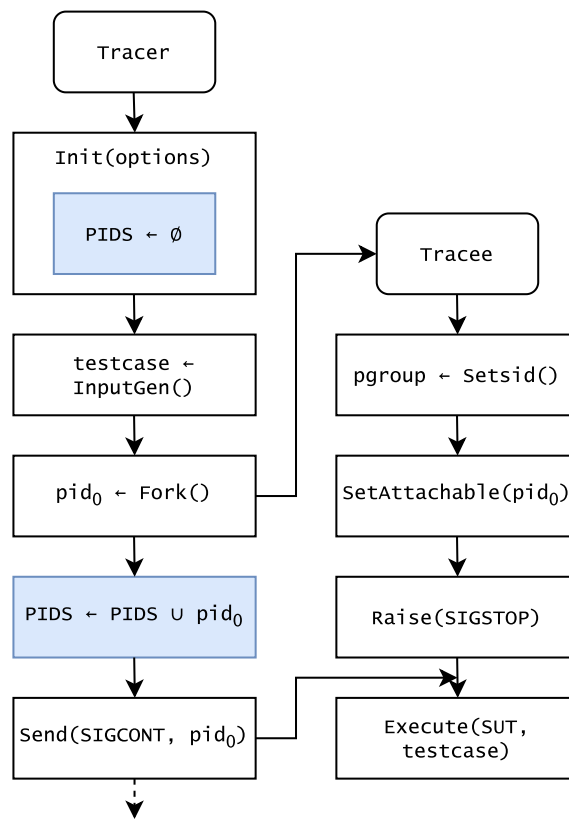 Tracer
Init(options)
PIDS ← Ø
testcase ←
InputGen()
pid₀ ← Fork()
PIDS ← PIDS ∪ pid₀
Send(SIGCONT, pid₀)
Tracee
pgroup ← Setsid()
SetAttachable(pid₀)
Raise(SIGSTOP)
Execute(SUT,
testcase)